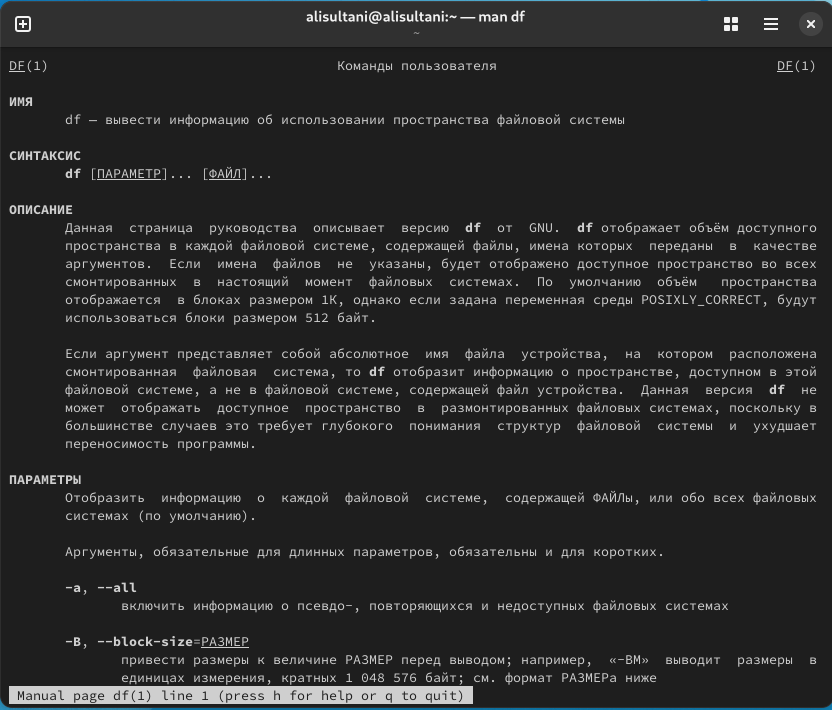 alisultani@alisultani:~ — man df
~
DF(1) Команды пользователя DF(1)
ИМЯ
df — вывести информацию об использовании пространства файловой системы
СИНТАКСИС
df [ПАРАМЕТР]... [ФАЙЛ]...
ОПИСАНИЕ
Данная страница руководства описывает версию df от GNU. df отображает объём доступного
пространства в каждой файловой системе, содержащей файлы, имена которых переданы в качестве
аргументов. Если имена файлов не указаны, будет отображено доступное пространство во всех
смонтированных в настоящий момент файловых системах. По умолчанию объём пространства
отображается в блоках размером 1K, однако если задана переменная среды POSIXLY_CORRECT, будут
использоваться блоки размером 512 байт.
Если аргумент представляет собой абсолютное имя файла устройства, на котором расположена
смонтированная файловая система, то df отобразит информацию о пространстве, доступном в этой
файловой системе, а не в файловой системе, содержащей файл устройства. Данная версия df не
может отображать доступное пространство в размонтированных файловых системах, поскольку в
большинстве случаев это требует глубокого понимания структур файловой системы и ухудшает
переносимость программы.
ПАРАМЕТРЫ
Отобразить информацию о каждой файловой системе, содержащей ФАЙЛы, или обо всех файловых
системах (по умолчанию).
Аргументы, обязательные для длинных параметров, обязательны и для коротких.
-a, --all
включить информацию о псевдо-, повторяющихся и недоступных файловых системах
-B, --block-size=РАЗМЕР
привести размеры к величине РАЗМЕР перед выводом; например, «-BM» выводит размеры в
единицах измерения, кратных 1 048 576 байт; см. формат РАЗМЕРа ниже
Manual page df(1) line 1 (press h for help or q to quit)